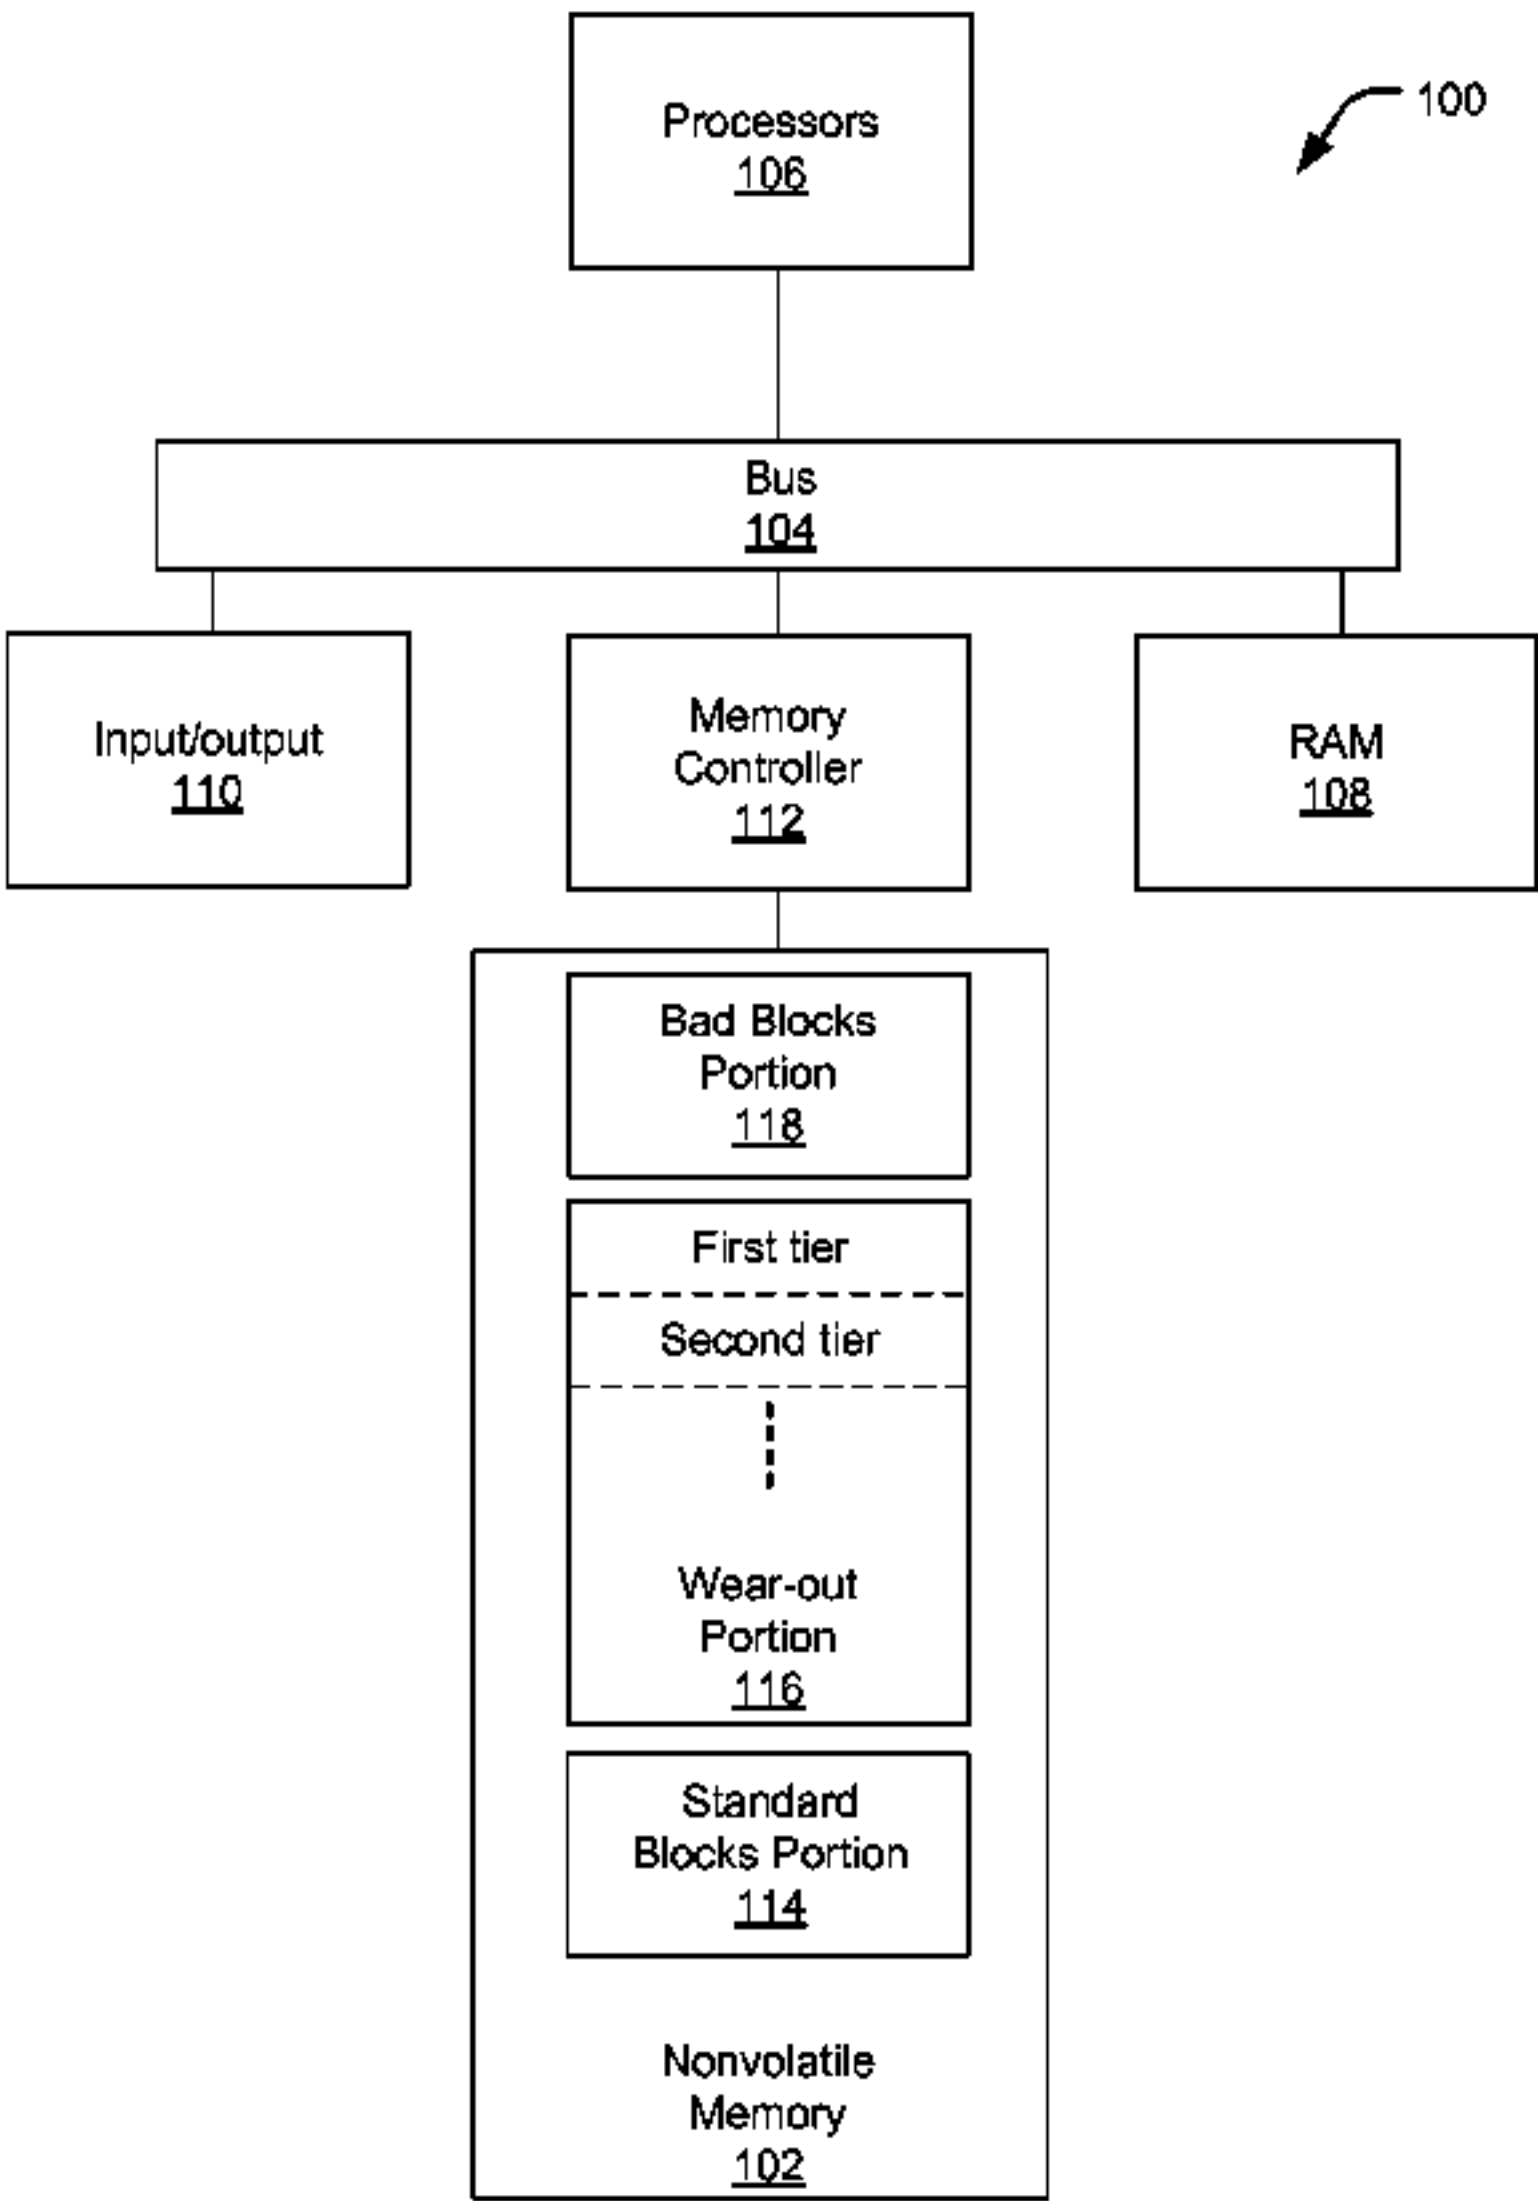 Processors
106
100
Bus
104
Input/output
110
Memory
Controller
112
RAM
108
Bad Blocks
Portion
118
First tier
Second tier
Wear-out
Portion
116
Standard
Blocks Portion
114
Nonvolatile
Memory
102